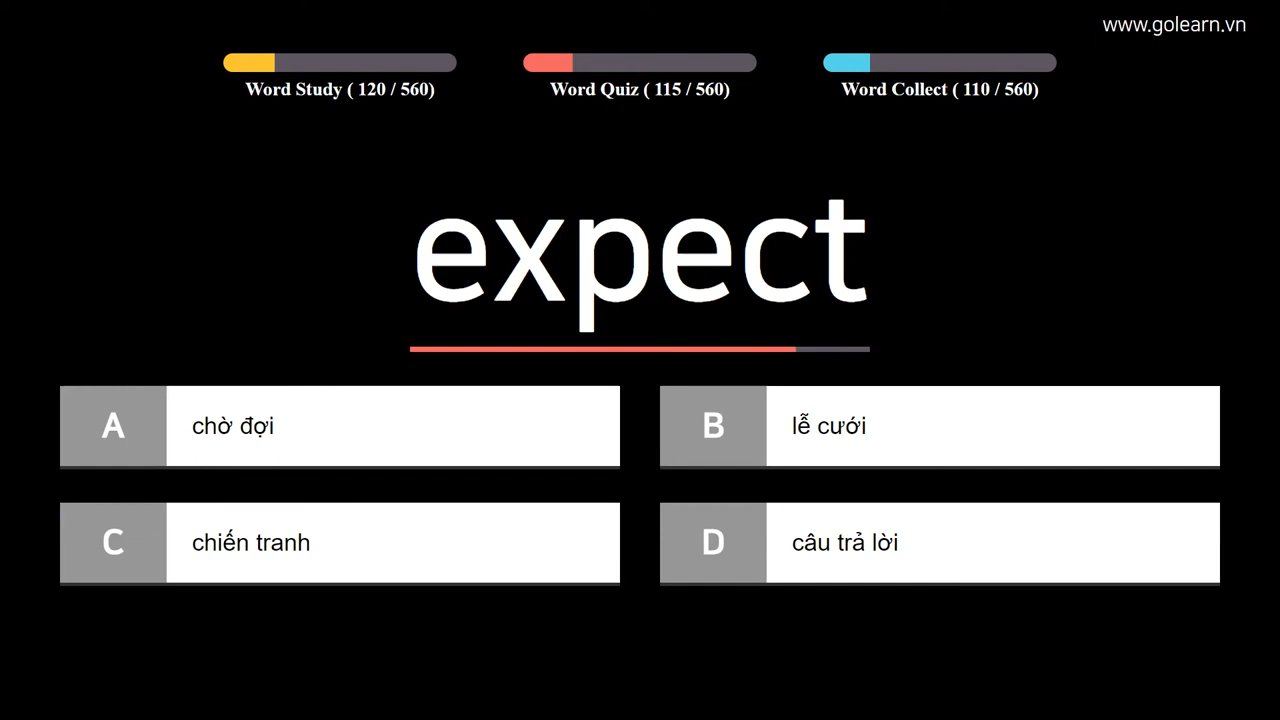 www.golearn.vn
Word Study ( 120 / 560)
Word Quiz ( 115 / 560)
Word Collect ( 110 / 560)
expect
A chờ đợi
B lễ cưới
C chiến tranh
D câu trả lời